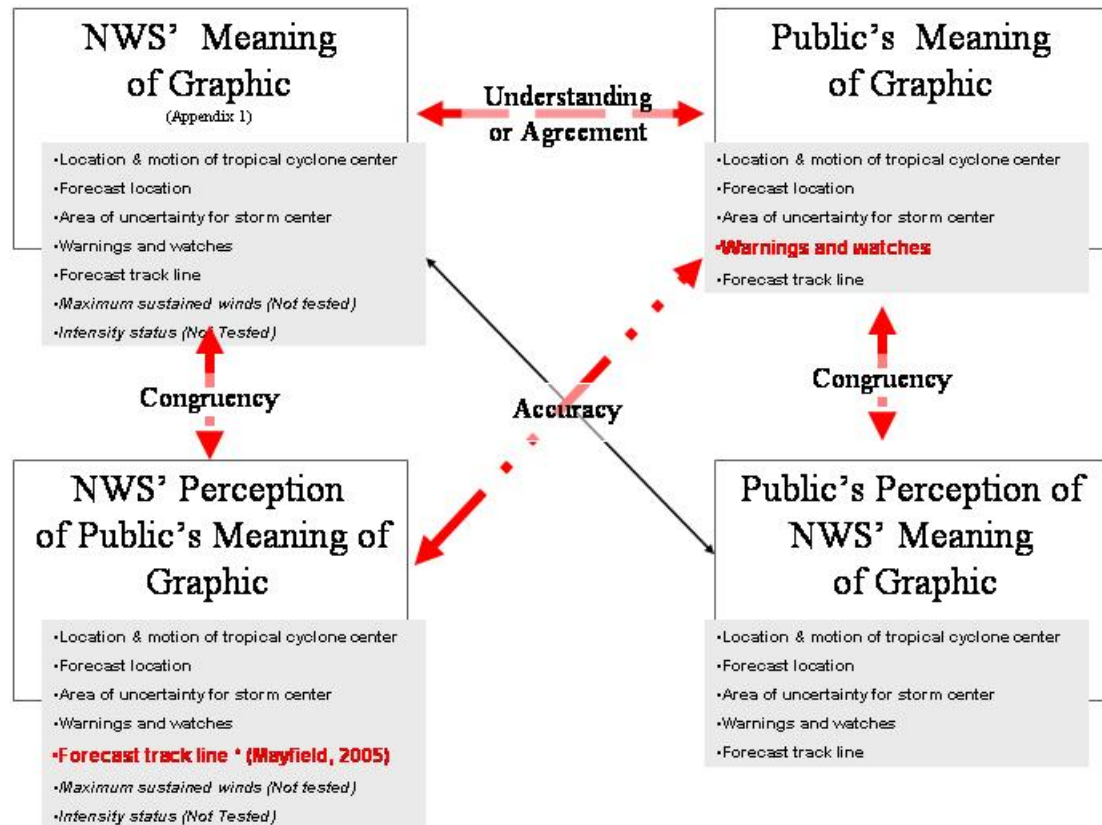 NWS' Meaning
of Graphic
(Appendix 1)
•Location & motion of tropical cyclone center
•Forecast location
•Area of uncertainty for storm center
•Warnings and watches
•Forecast track line
•Maximum sustained winds (Not tested)
•Intensity status (Not Tested)
Understanding
or Agreement
Public's Meaning
of Graphic
•Location & motion of tropical cyclone center
•Forecast location
•Area of uncertainty for storm center
•Warnings and watches
•Forecast track line
Congruency
Accuracy
Congruency
NWS' Perception
of Public's Meaning of
Graphic
•Location & motion of tropical cyclone center
•Forecast location
•Area of uncertainty for storm center
•Warnings and watches
•Forecast track line * (Mayfield, 2005)
•Maximum sustained winds (Not tested)
•Intensity status (Not Tested)
Public's Perception of
NWS' Meaning
of Graphic
•Location & motion of tropical cyclone center
•Forecast location
•Area of uncertainty for storm center
•Warnings and watches
•Forecast track line